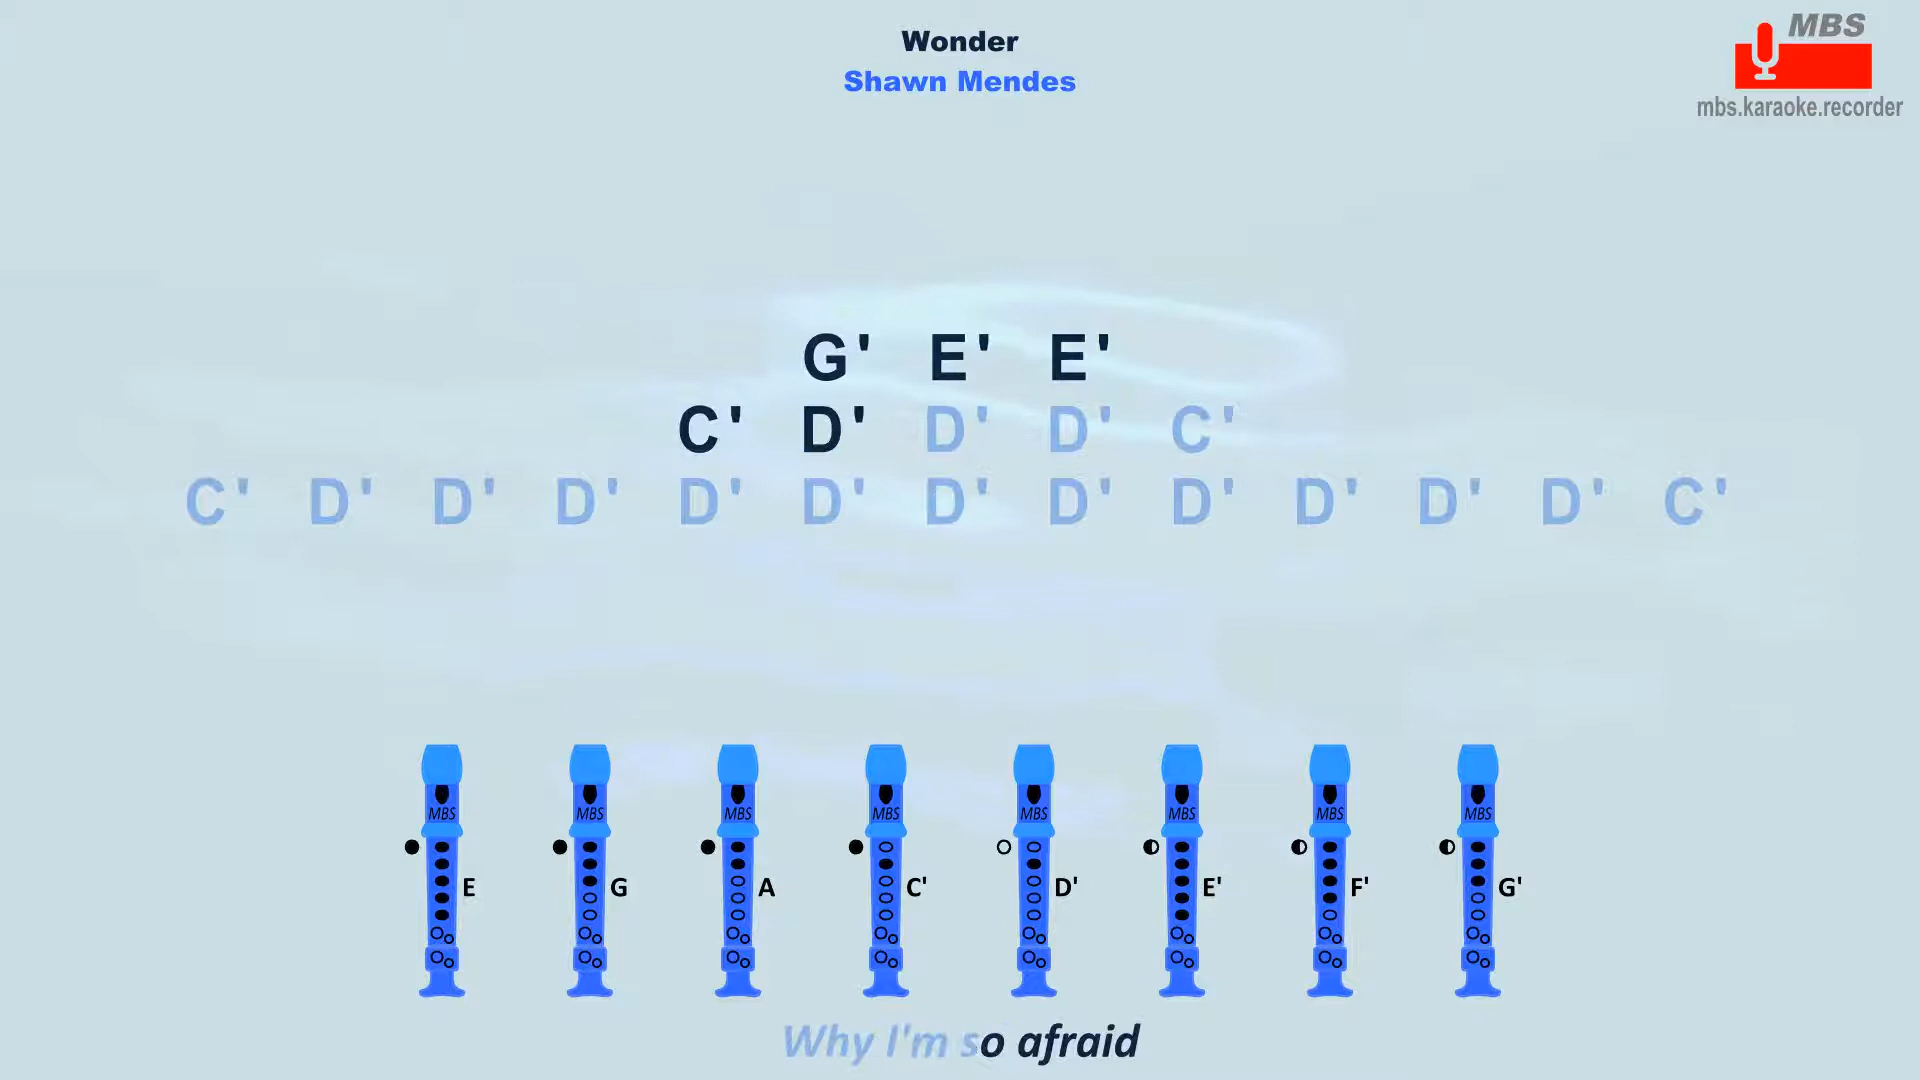 Wonder
Shawn Mendes
MBS
mbs.karaoke.recorder
G' E' E'
C' D' D' D' C'
C' D' D' D' D' D' D' D' D' D' D' D' C'
MBS MBS MBS MBS MBS MBS MBS MBS
E G A C' D' E' F' G'
Why I'm so afraid